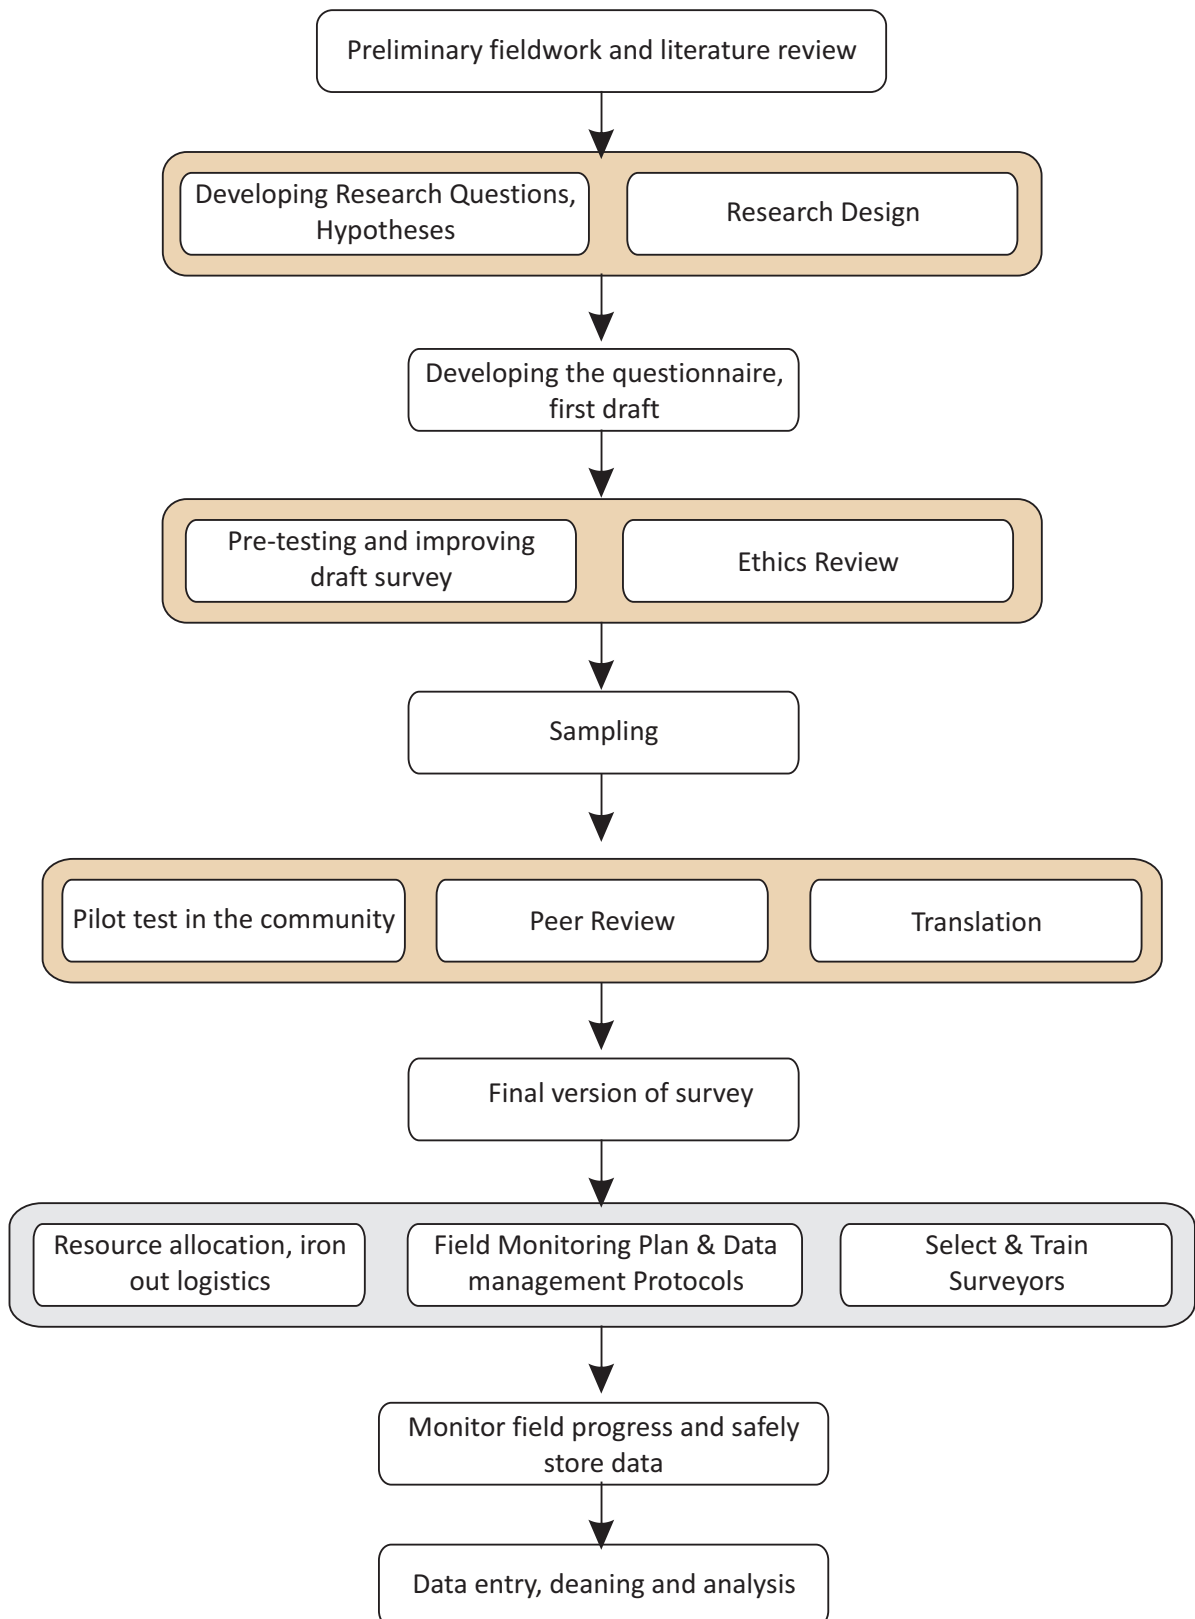 Preliminary fieldwork and literature review
Developing Research Questions,
Hypotheses
Research Design
Developing the questionnaire,
first draft
Pre-testing and improving
draft survey
Ethics Review
Sampling
Pilot test in the community
Peer Review
Translation
Final version of survey
Resource allocation, iron
out logistics
Field Monitoring Plan & Data
management Protocols
Select & Train
Surveyors
Monitor field progress and safely
store data
Data entry, deaning and analysis